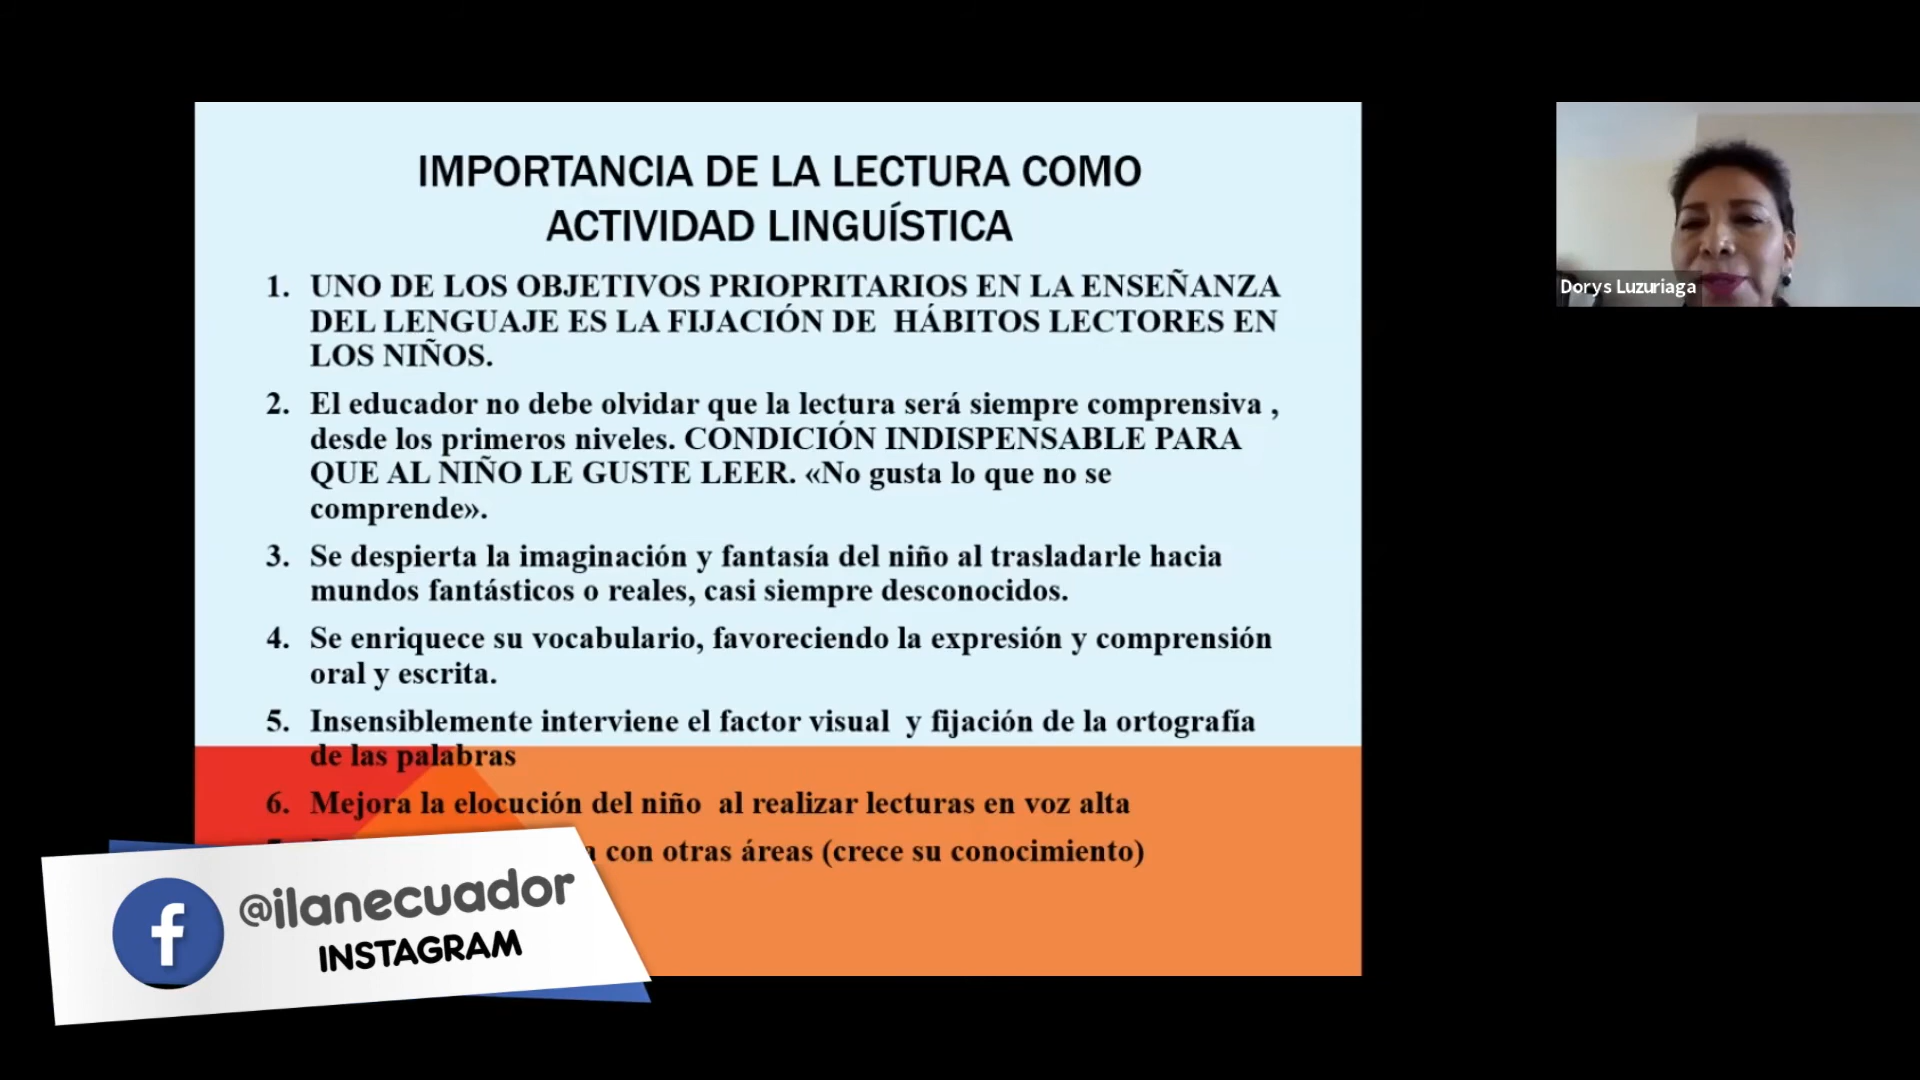 IMPORTANCIA DE LA LECTURA COMO
ACTIVIDAD LINGUÍSTICA
1. UNO DE LOS OBJETIVOS PRIOPRITARIOS EN LA ENSEÑANZA
DEL LENGUAJE ES LA FIJACIÓN DE HÁBITOS LECTORES EN
LOS NIÑOS.
2. El educador no debe olvidar que la lectura será siempre comprensiva ,
desde los primeros niveles. CONDICIÓN INDISPENSABLE PARA
QUE AL NIÑO LE GUSTE LEER. «No gusta lo que no se
comprende».
3. Se despierta la imaginación y fantasía del niño al trasladarle hacia
mundos fantásticos o reales, casi siempre desconocidos.
4. Se enriquece su vocabulario, favoreciendo la expresión y comprensión
oral y escrita.
5. Insensiblemente interviene el factor visual y fijación de la ortografía
de las palabras
6. Mejora la elocución del niño al realizar lecturas en voz alta
con otras áreas (crece su conocimiento)
Dorys Luzuriaga
@ilanecuador
INSTAGRAM